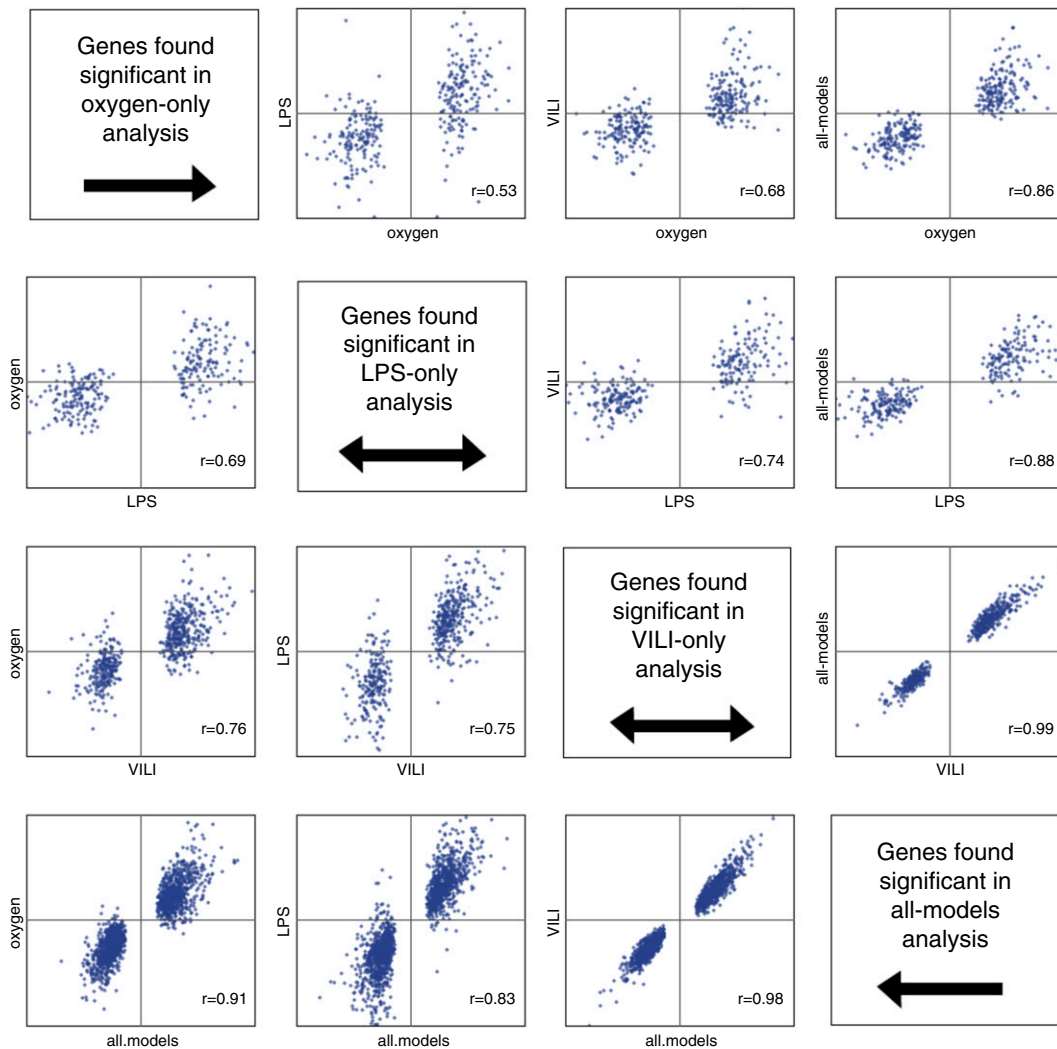 Genes found
significant in
oxygen-only
analysis
LPS
r=0.53
oxygen
VILI
r=0.68
oxygen
all-models
r=0.86
oxygen
oxygen
r=0.69
LPS
Genes found
significant in
LPS-only
analysis
VILI
r=0.74
LPS
all-models
r=0.88
LPS
oxygen
r=0.76
VILI
LPS
r=0.75
VILI
Genes found
significant in
VILI-only
analysis
all-models
r=0.99
VILI
oxygen
r=0.91
all.models
LPS
r=0.83
all.models
VILI
r=0.98
all.models
Genes found
significant in
all-models
analysis